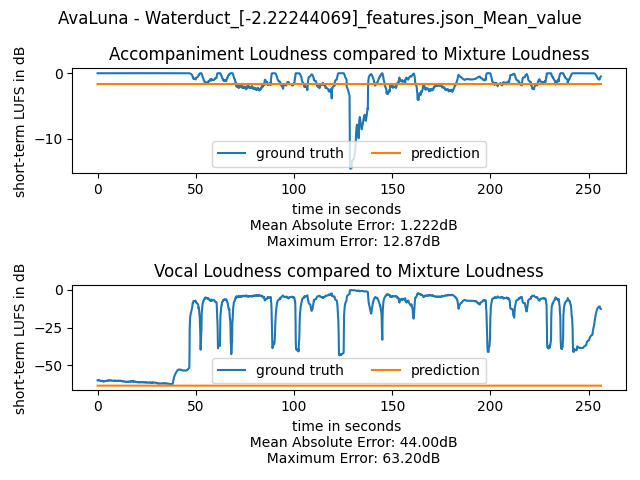 AvaLuna - Waterduct_[-2.22244069]_features.json_Mean_value
Accompaniment Loudness compared to Mixture Loudness
short-term LUFS in dB
0
−10
ground truth
prediction
0
50
100
150
200
250
time in seconds
Mean Absolute Error: 1.222dB
Maximum Error: 12.87dB
Vocal Loudness compared to Mixture Loudness
short-term LUFS in dB
0
−25
−50
ground truth
prediction
0
50
100
150
200
250
time in seconds
Mean Absolute Error: 44.00dB
Maximum Error: 63.20dB